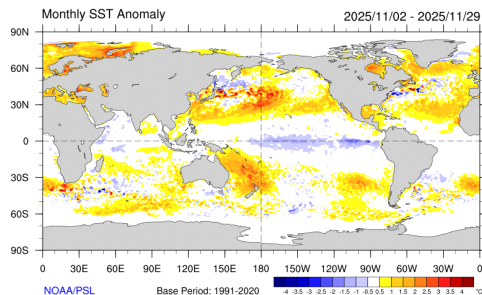 Monthly SST Anomaly
2025/11/02 - 2025/11/29
90N
60N
30N
0
30S
60S
90S
0 30E 60E 90E 120E 150E 180 150W 120W 90W 60W 30W 0
NOAA/PSL
Base Period: 1991-2020
-4 -3.5 -3 -2.5 -2 -1.5 -1 -0.5 0.5 1 1.5 2 2.5 3 3.5 4 °C